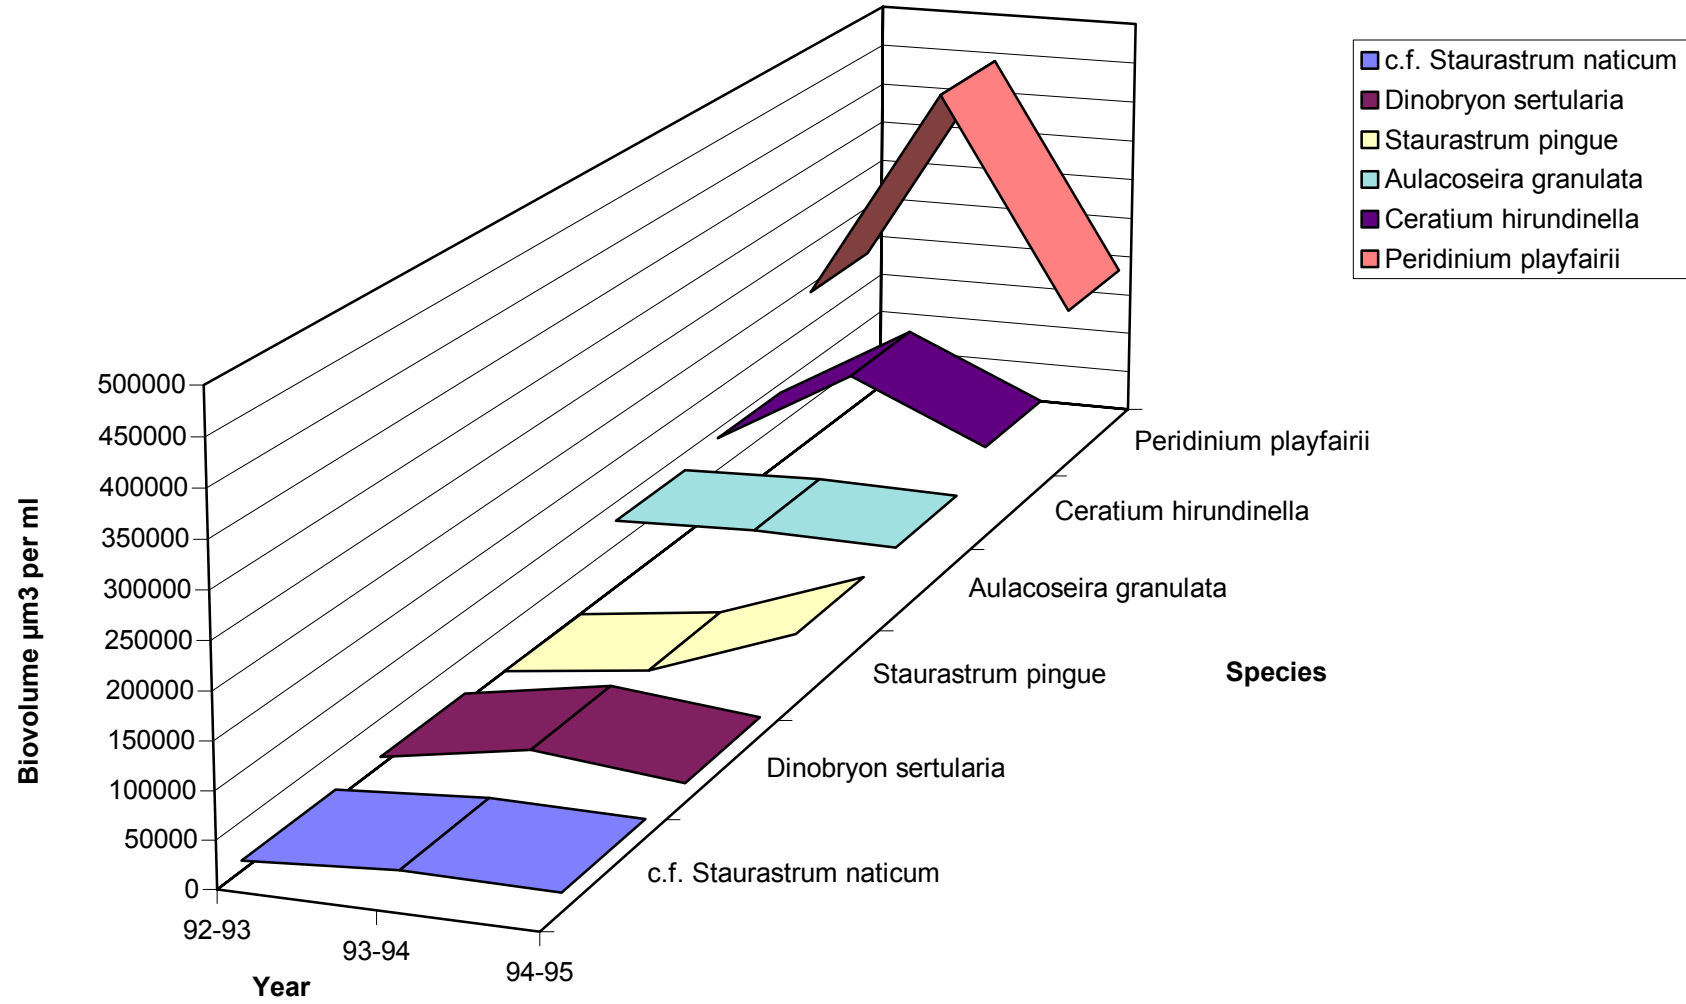 c.f. Staurastrum naticum
Dinobryon sertularia
Staurastrum pingue
Aulacoseira granulata
Ceratium hirundinella
Peridinium playfairii
500000
450000
400000
350000
300000
250000
200000
150000
100000
50000
0
Biovolume µm3 per ml
92-93
93-94
94-95
Year
Peridinium playfairii
Ceratium hirundinella
Aulacoseira granulata
Staurastrum pingue
Dinobryon sertularia
c.f. Staurastrum naticum
Species